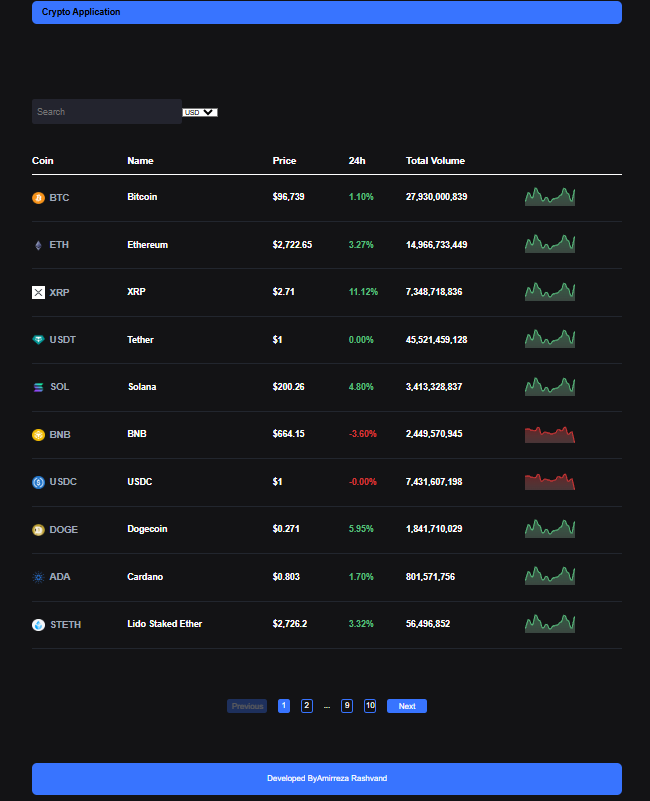 Crypto Application
Search USD
Coin Name Price 24h Total Volume
BTC Bitcoin $96,739 1.10% 27,930,000,839
ETH Ethereum $2,722.65 3.27% 14,966,733,449
XRP XRP $2.71 11.12% 7,348,718,836
USDT Tether $1 0.00% 45,521,459,128
SOL Solana $200.26 4.80% 3,413,328,837
BNB BNB $664.15 -3.60% 2,449,570,945
USDC USDC $1 -0.00% 7,431,607,198
DOGE Dogecoin $0.271 5.95% 1,841,710,029
ADA Cardano $0.803 1.70% 801,571,756
STETH Lido Staked Ether $2,726.2 3.32% 56,496,852
Previous 1 2 ... 9 10 Next
Developed ByAmirreza Rashvand